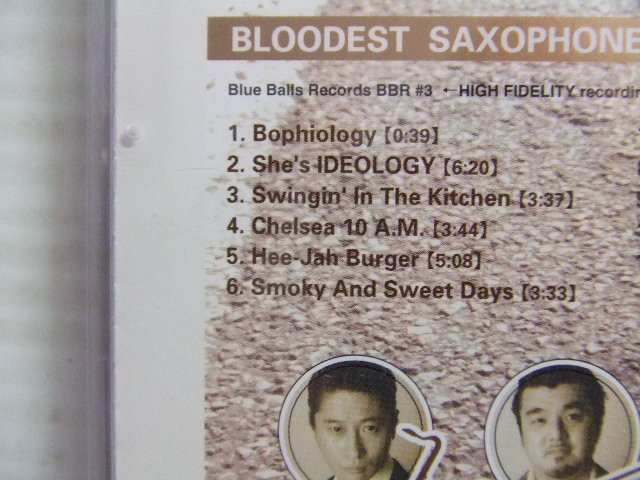 BLOODEST SAXOPHONE
Blue Balls Records BBR #3 • HIGH FIDELITY recordin
1. Bophiology【0:39】
2. She's IDEOLOGY【6:20】
3. Swingin' In The Kitchen【3:37】
4. Chelsea 10 A.M.【3:44】
5. Hee-Jah Burger【5:08】
6. Smoky And Sweet Days【3:33】